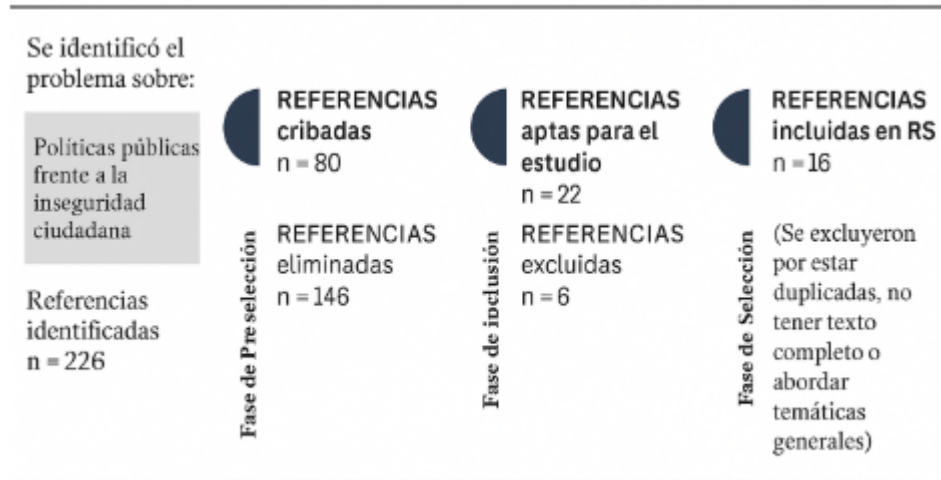 Se identificó el
problema sobre:
Políticas públicas
frente a la
inseguridad
ciudadana
Referencias
identificadas
n = 226
Fase de Preselección
REFERENCIAS
cribadas
n = 80
REFERENCIAS
eliminadas
n = 146
Fase de inclusión
REFERENCIAS
aptas para el
estudio
n = 22
REFERENCIAS
excluidas
n = 6
Fase de Selección
REFERENCIAS
incluidas en RS
n = 16
(Se excluyeron
por estar
duplicadas, no
tener texto
completo o
abordar
temáticas
generales)